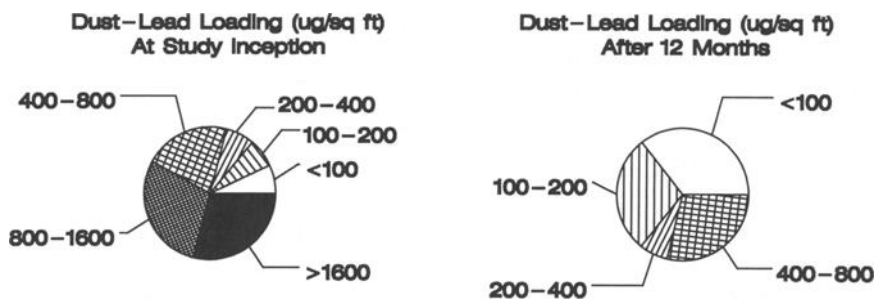 Dust-Lead Loading (ug/sq ft)
At Study Inception
400-800
200-400
100-200
<100
800-1600
>1600
Dust-Lead Loading (ug/sq ft)
After 12 Months
<100
100-200
200-400
400-800